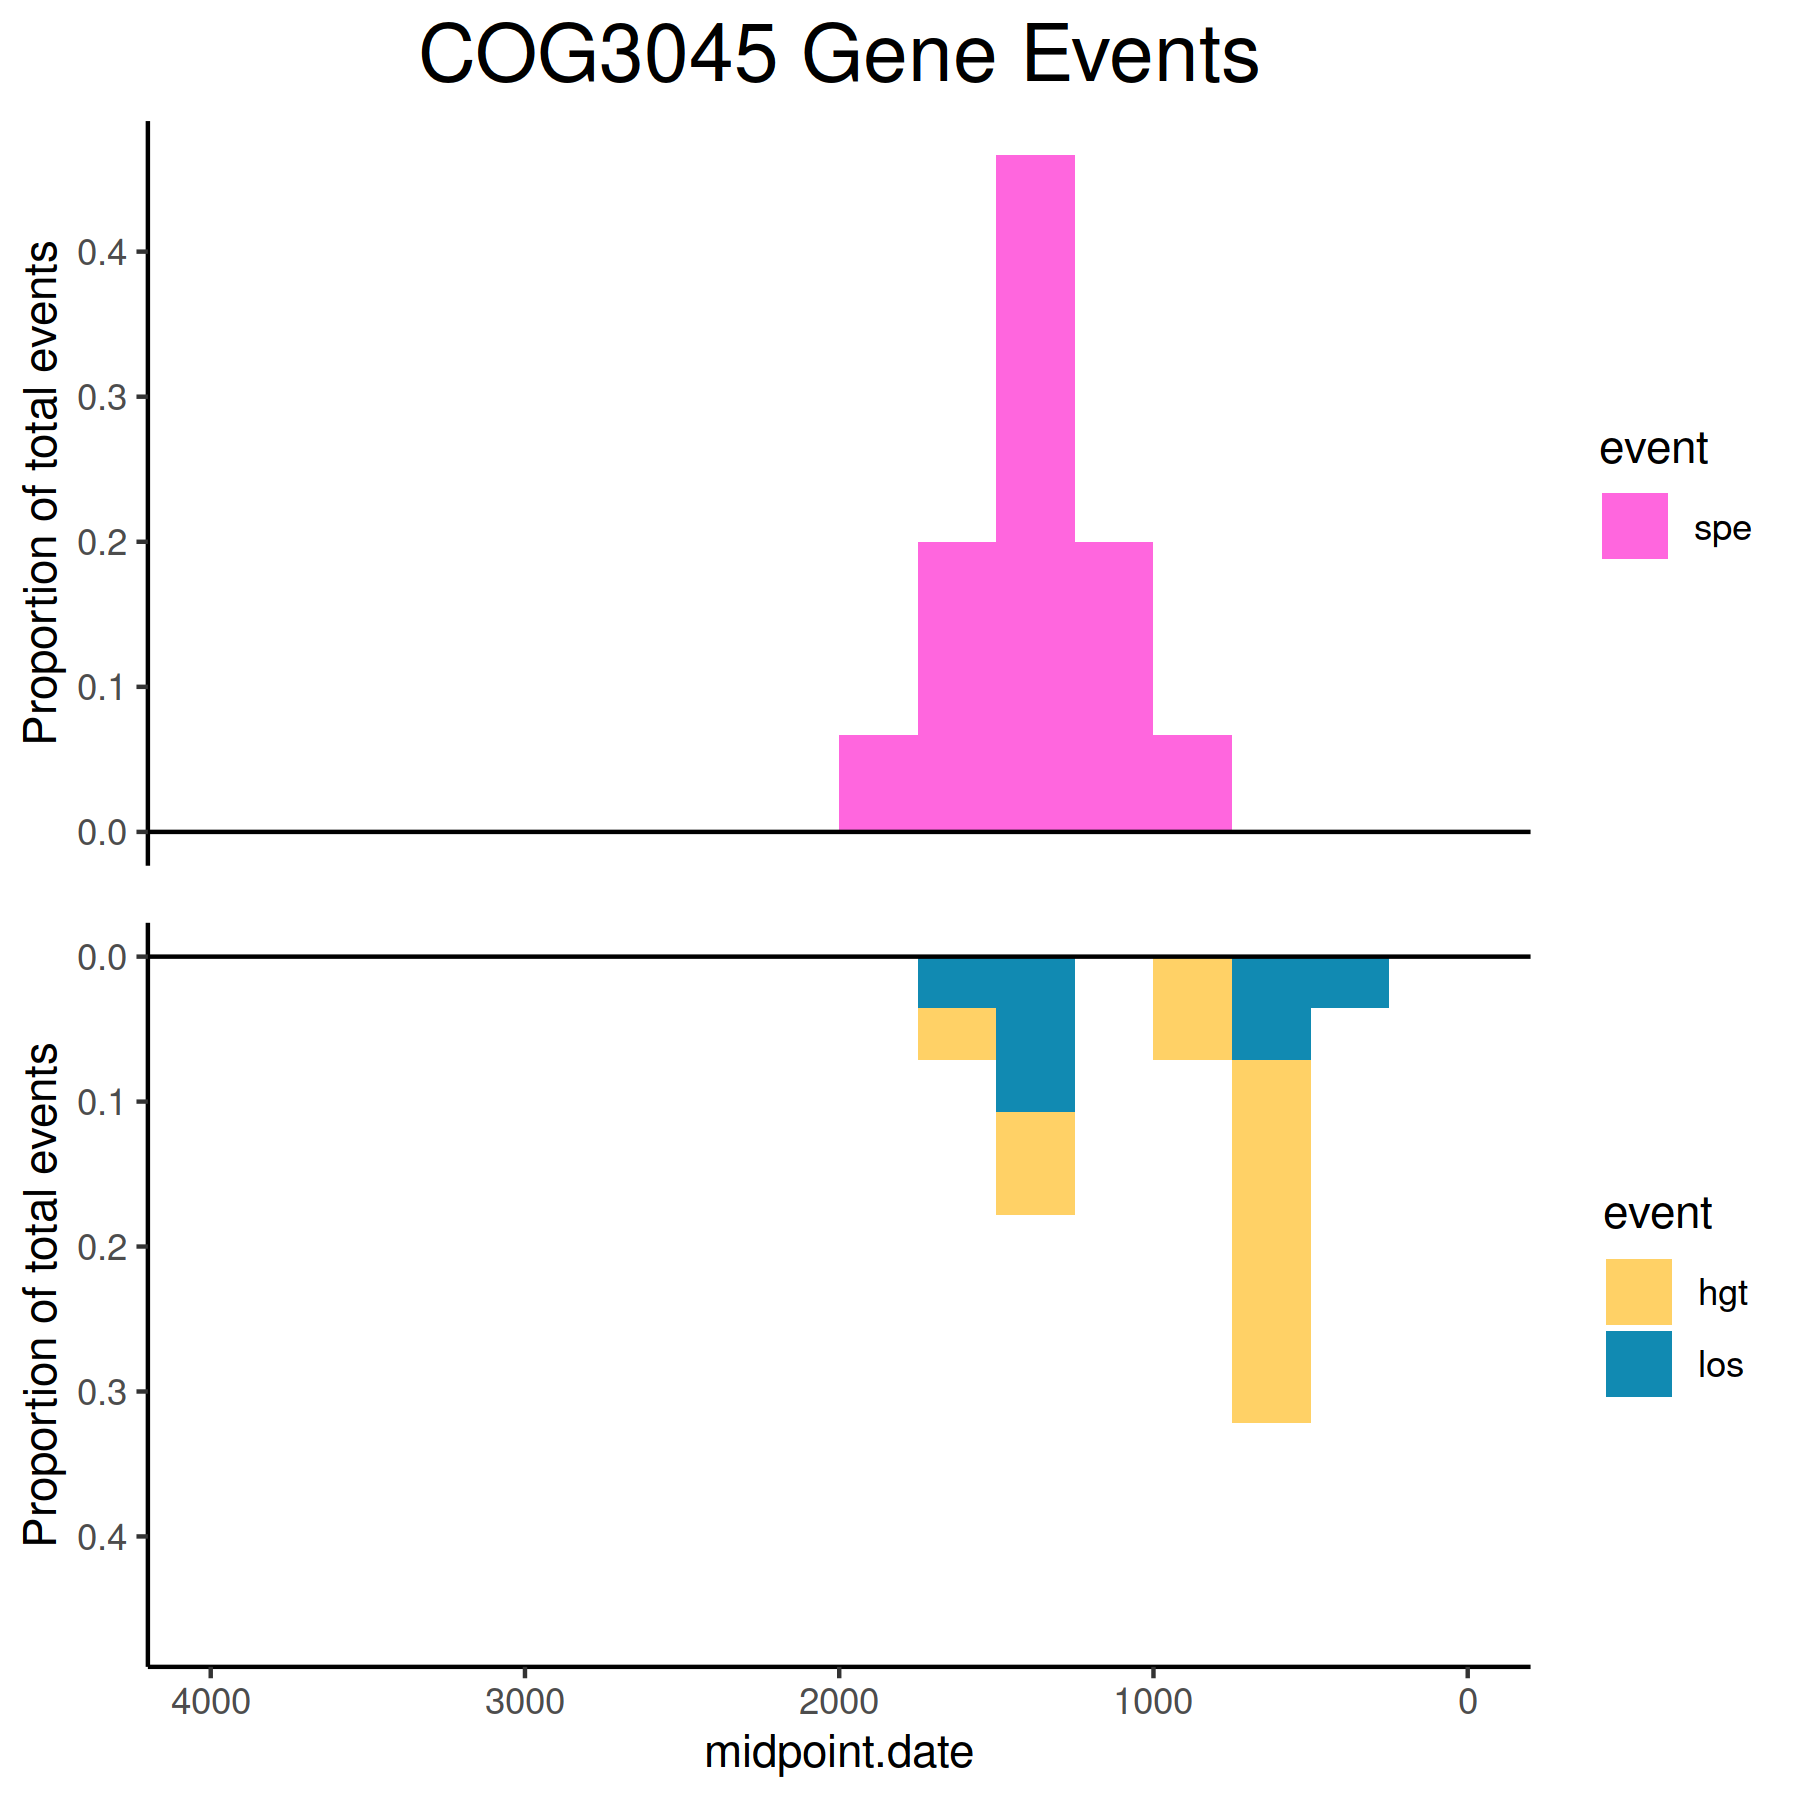 COG3045 Gene Events
Proportion of total events
0.4
0.3
0.2
0.1
0.0
event
spe
Proportion of total events
0.0
0.1
0.2
0.3
0.4
event
hgt
los
4000 3000 2000 1000 0
midpoint.date